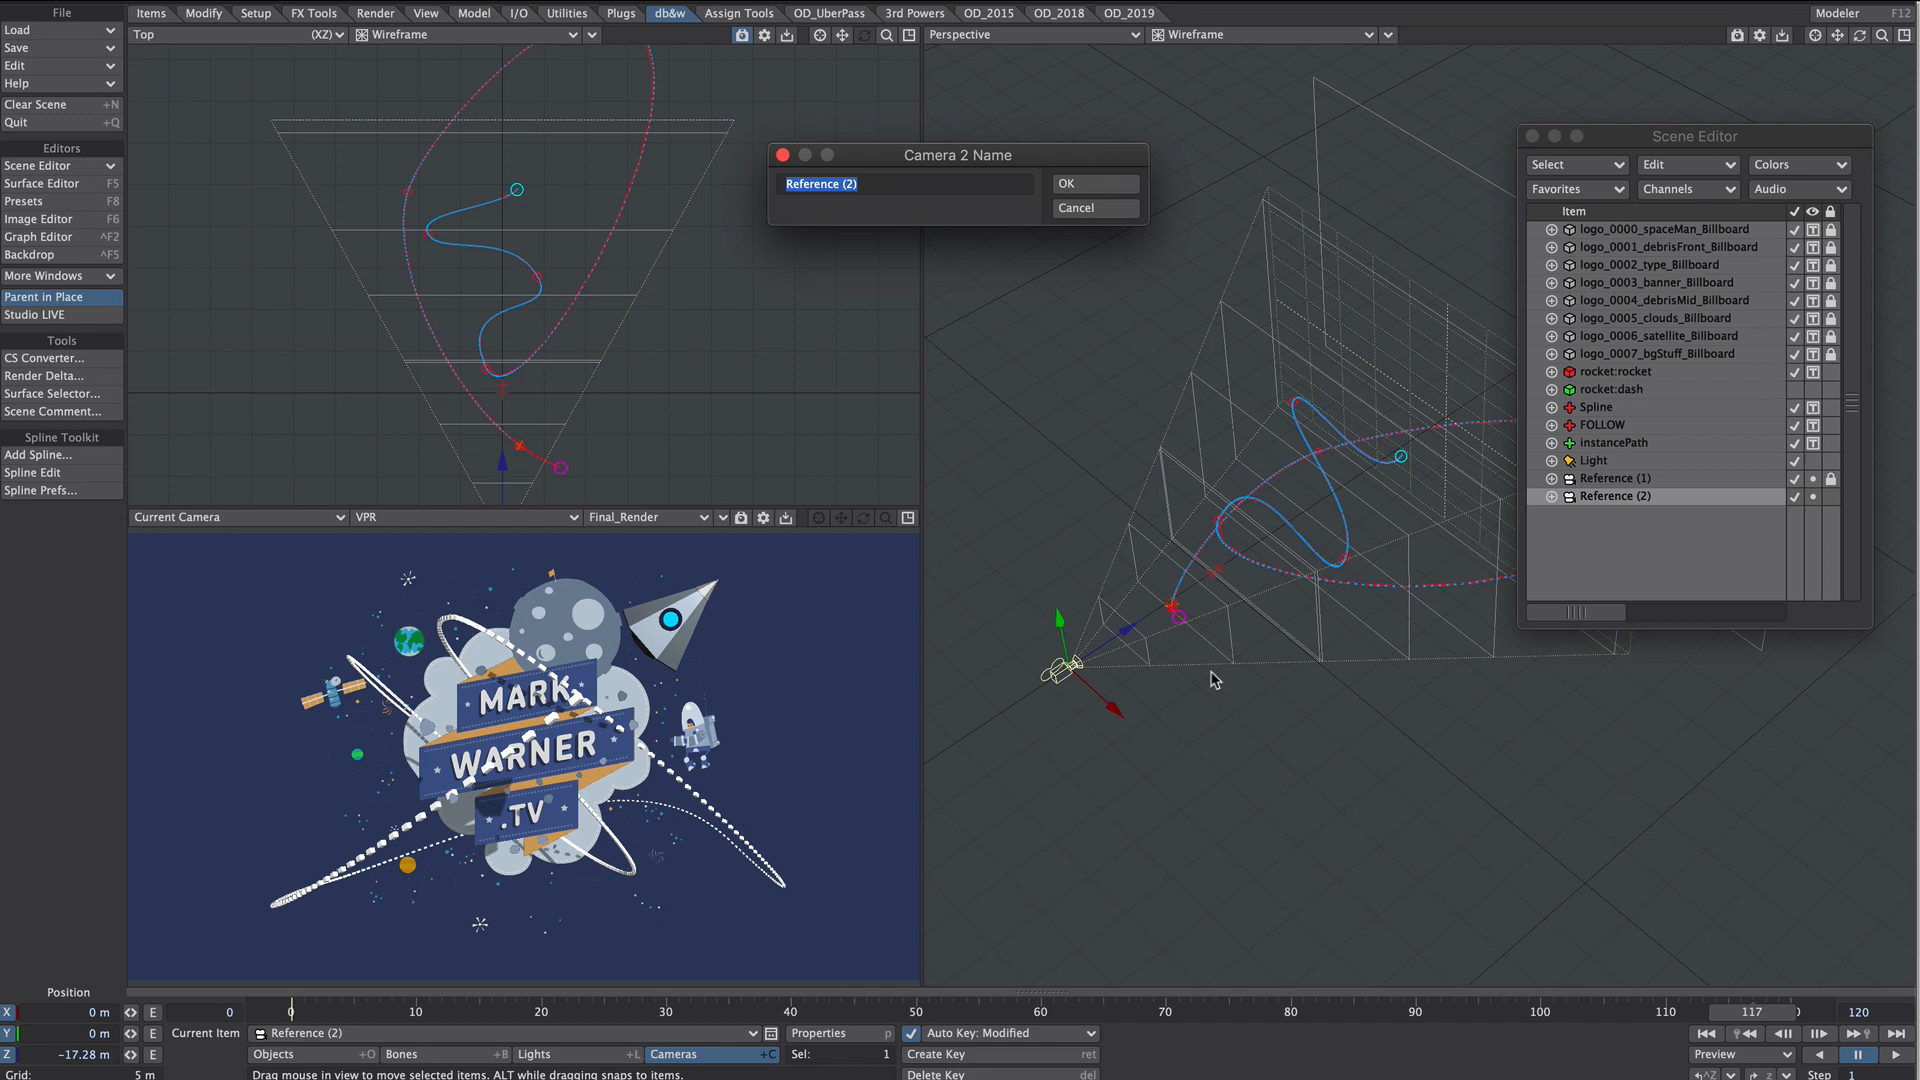 File
Items
Modify
Setup
FX Tools
Render
View
Model
I/O
Utilities
Plugs
db&w
Assign Tools
OD_UberPass
3rd Powers
OD_2015
OD_2018
OD_2019
Modeler F12
Load
Save
Edit
Help
Clear Scene +N
Quit +Q
Editors
Scene Editor
Surface Editor F5
Presets F8
Image Editor F6
Graph Editor ^F2
Backdrop ^F5
More Windows
Parent in Place
Studio LIVE
Tools
CS Converter...
Render Delta...
Surface Selector...
Scene Comment...
Spline Toolkit
Add Spline...
Spline Edit
Spline Prefs...
Top (XZ)
Wireframe
Perspective
Wireframe
Camera 2 Name
Reference (2)
OK
Cancel
Scene Editor
Select
Edit
Colors
Favorites
Channels
Audio
Item
logo_0000_spaceMan_Billboard
logo_0001_debrisFront_Billboard
logo_0002_type_Billboard
logo_0003_banner_Billboard
logo_0004_debrisMid_Billboard
logo_0005_clouds_Billboard
logo_0006_satellite_Billboard
logo_0007_bgStuff_Billboard
rocket:rocket
rocket:dash
Spline
FOLLOW
instancePath
Light
Reference (1)
Reference (2)
Current Camera
VPR
Final_Render
MARK
WARNER
TV
Position
X 0 m E
Y 0 m E
Z -17.28 m E
Grid: 5 m
0
0 10 20 30 40 50 60 70 80 90 100 110 117 120
Current Item
Reference (2)
Properties p
Auto Key: Modified
Objects +O
Bones +B
Lights +L
Cameras +C
Sel: 1
Create Key ret
Delete Key del
Drag mouse in view to move selected items. ALT while dragging snaps to items.
Preview
^Z
z
Step 1